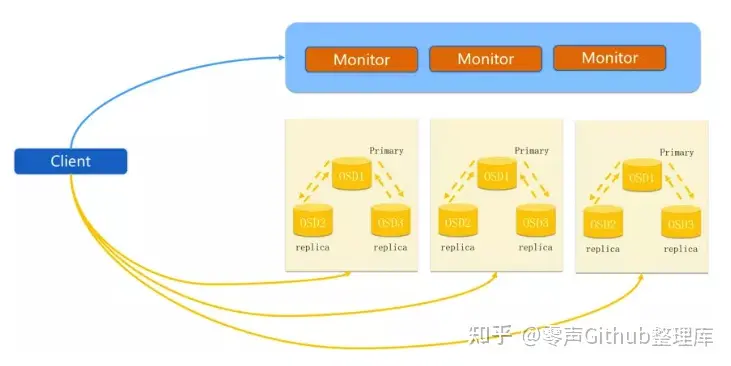 Monitor Monitor Monitor
Client
Primary Primary Primary
OSD1 OSD1 OSD1
OSD2 OSD3 OSD2 OSD3 OSD2 OSD3
replica replica replica replica replica replica
知乎 @零声Github整理库